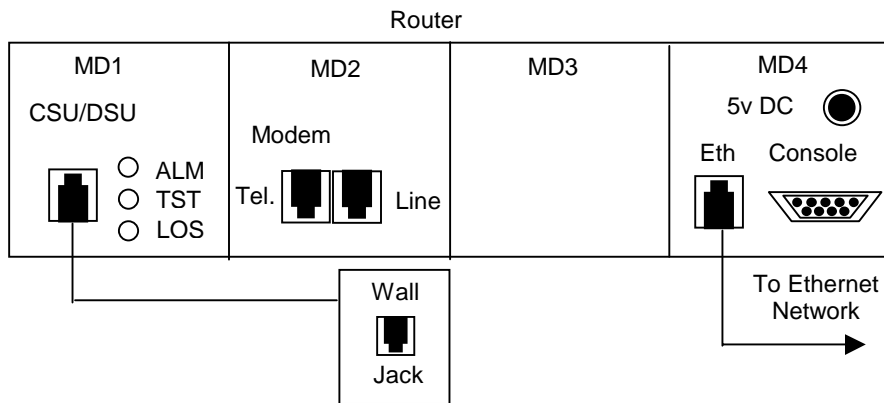 Router
MD1
MD2
MD3
MD4
CSU/DSU
ALM
TST
LOS
Modem
Tel.
Line
5v DC
Eth
Console
Wall
Jack
To Ethernet
Network